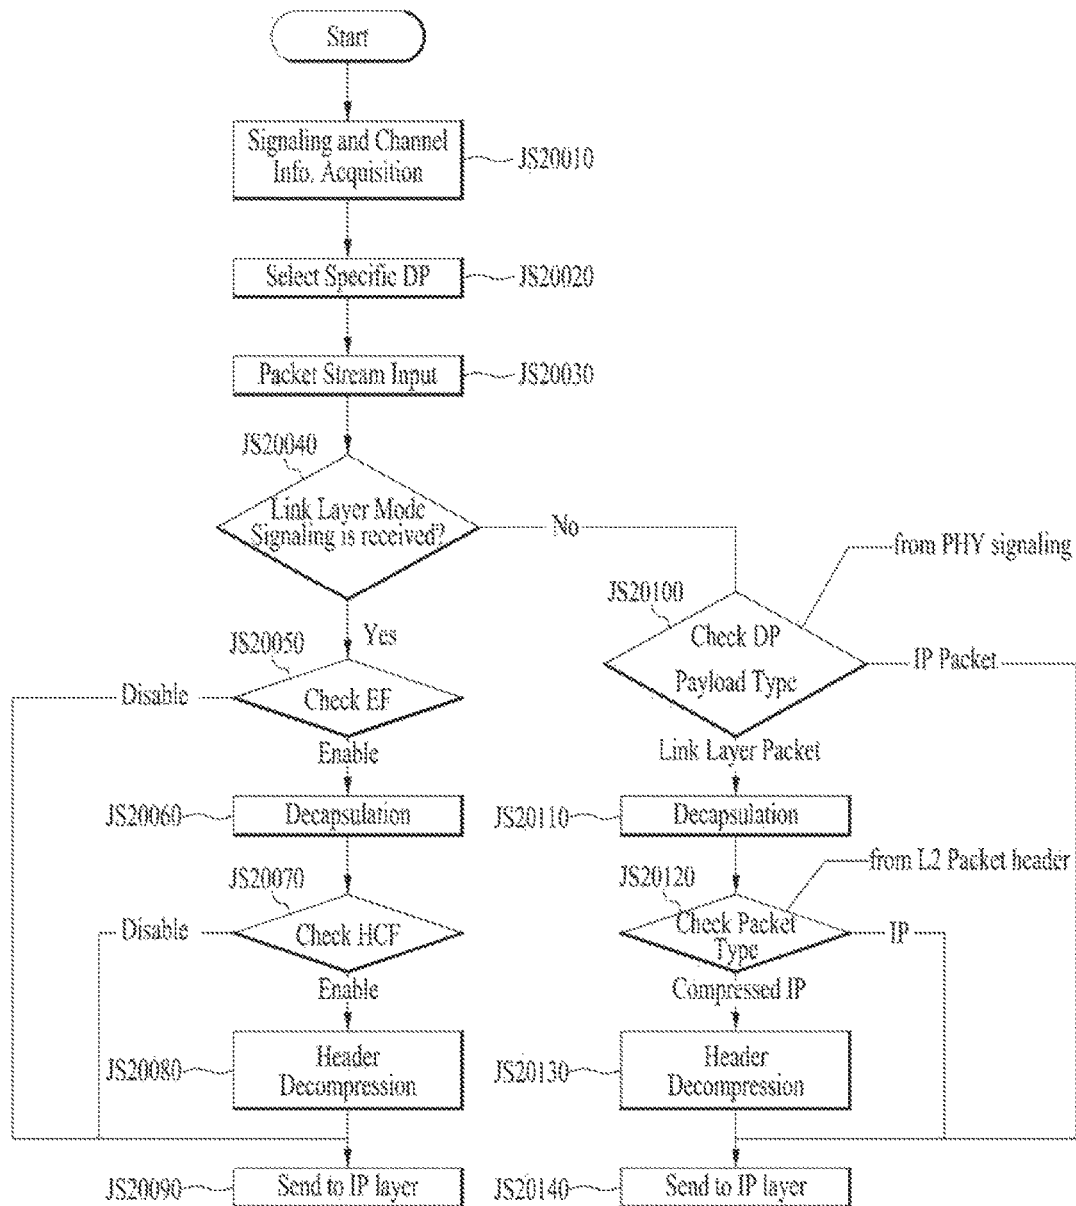 Start
Signaling and Channel
Info. Acquisition
JS20010
Select Specific DP
JS20020
Packet Stream Input
JS20030
JS20040
Link Layer Mode
Signaling is received?
No
from PHY signaling
JS20100
Check DP
Payload Type
IP Packet
Yes
JS20050
Disable
Check EF
Enable
Link Layer Packet
JS20060
Decapsulation
JS20110
Decapsulation
JS20070
JS20120
from L2 Packet header
Disable
Check HCF
Check Packet
Type
IP
Enable
Compressed IP
JS20080
Header
Decompression
JS20130
Header
Decompression
JS20090
Send to IP layer
JS20140
Send to IP layer